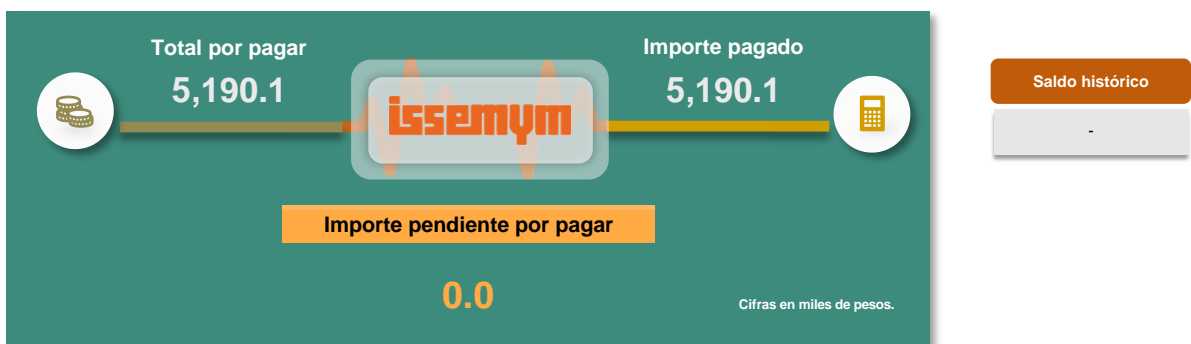 Total por pagar
5,190.1
issemym
Importe pagado
5,190.1
Importe pendiente por pagar
0.0
Cifras en miles de pesos.
Saldo histórico
-